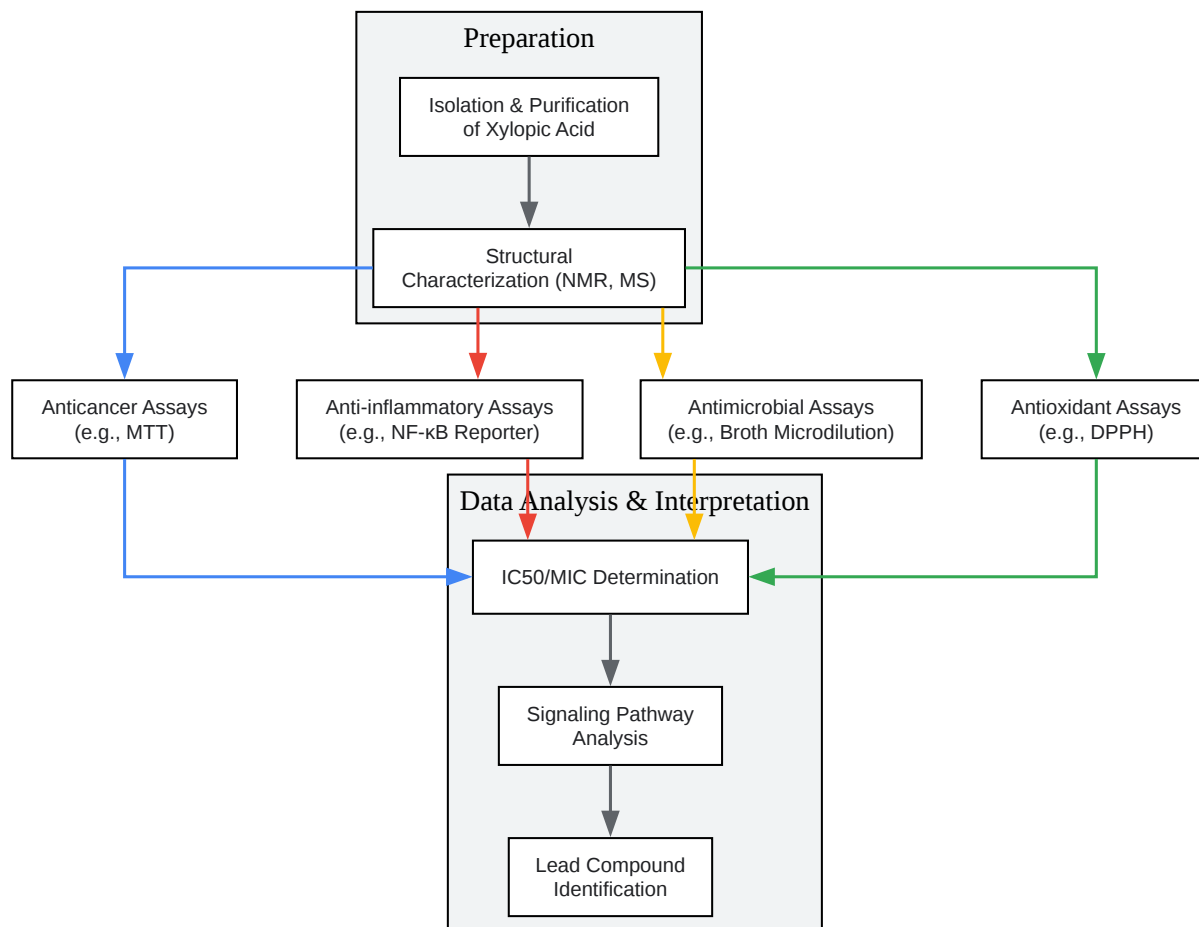 Preparation
Isolation & Purification
of Xylopic Acid
Structural
Characterization (NMR, MS)
Anticancer Assays
(e.g., MTT)
Anti-inflammatory Assays
(e.g., NF-κB Reporter)
Antimicrobial Assays
(e.g., Broth Microdilution)
Antioxidant Assays
(e.g., DPPH)
Data Analysis & Interpretation
IC50/MIC Determination
Signaling Pathway
Analysis
Lead Compound
Identification